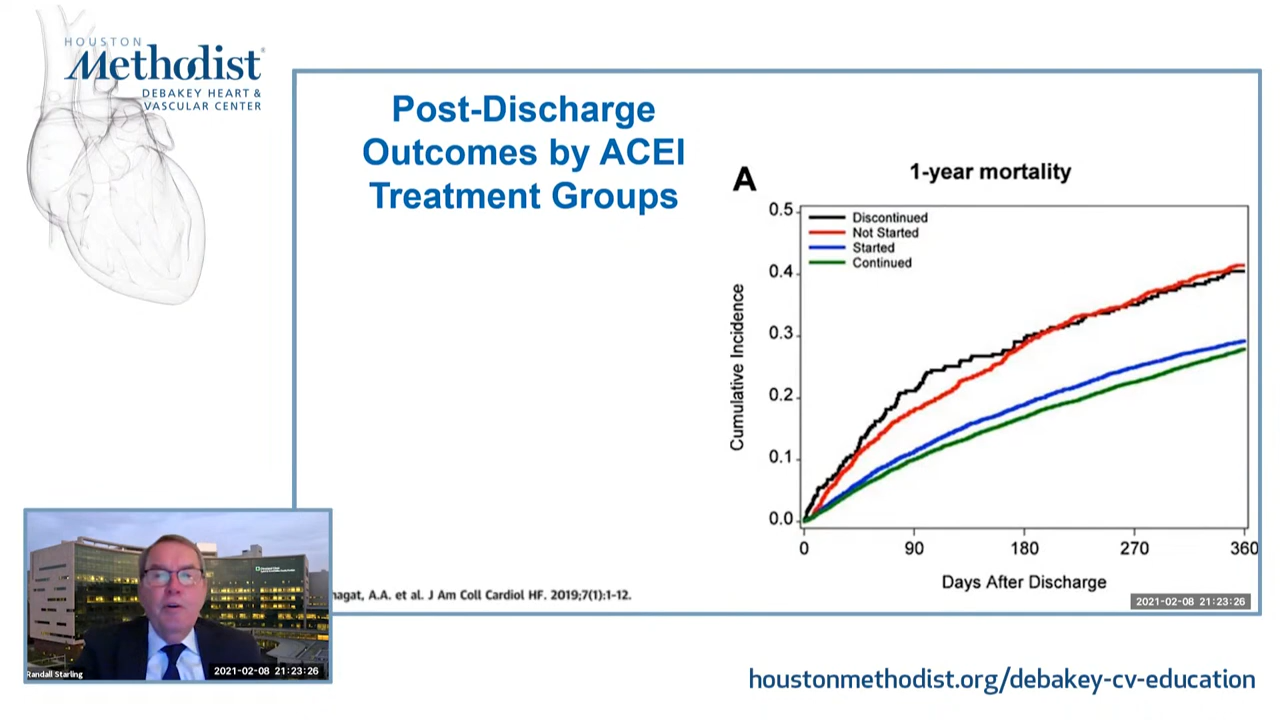 HOUSTON
Methodist
DEBAKEY HEART &
VASCULAR CENTER
Post-Discharge
Outcomes by ACEI
Treatment Groups
A
1-year mortality
Discontinued
Not Started
Started
Continued
Cumulative Incidence
0.5
0.4
0.3
0.2
0.1
0.0
0 90 180 270 360
Days After Discharge
2021-02-08 21:23:26
A.A. et al. J Am Coll Cardiol HF. 2019;7(1):1-12.
Randall Starling
2021-02-08 21:23:26
houstonmethodist.org/debakey-cv-education